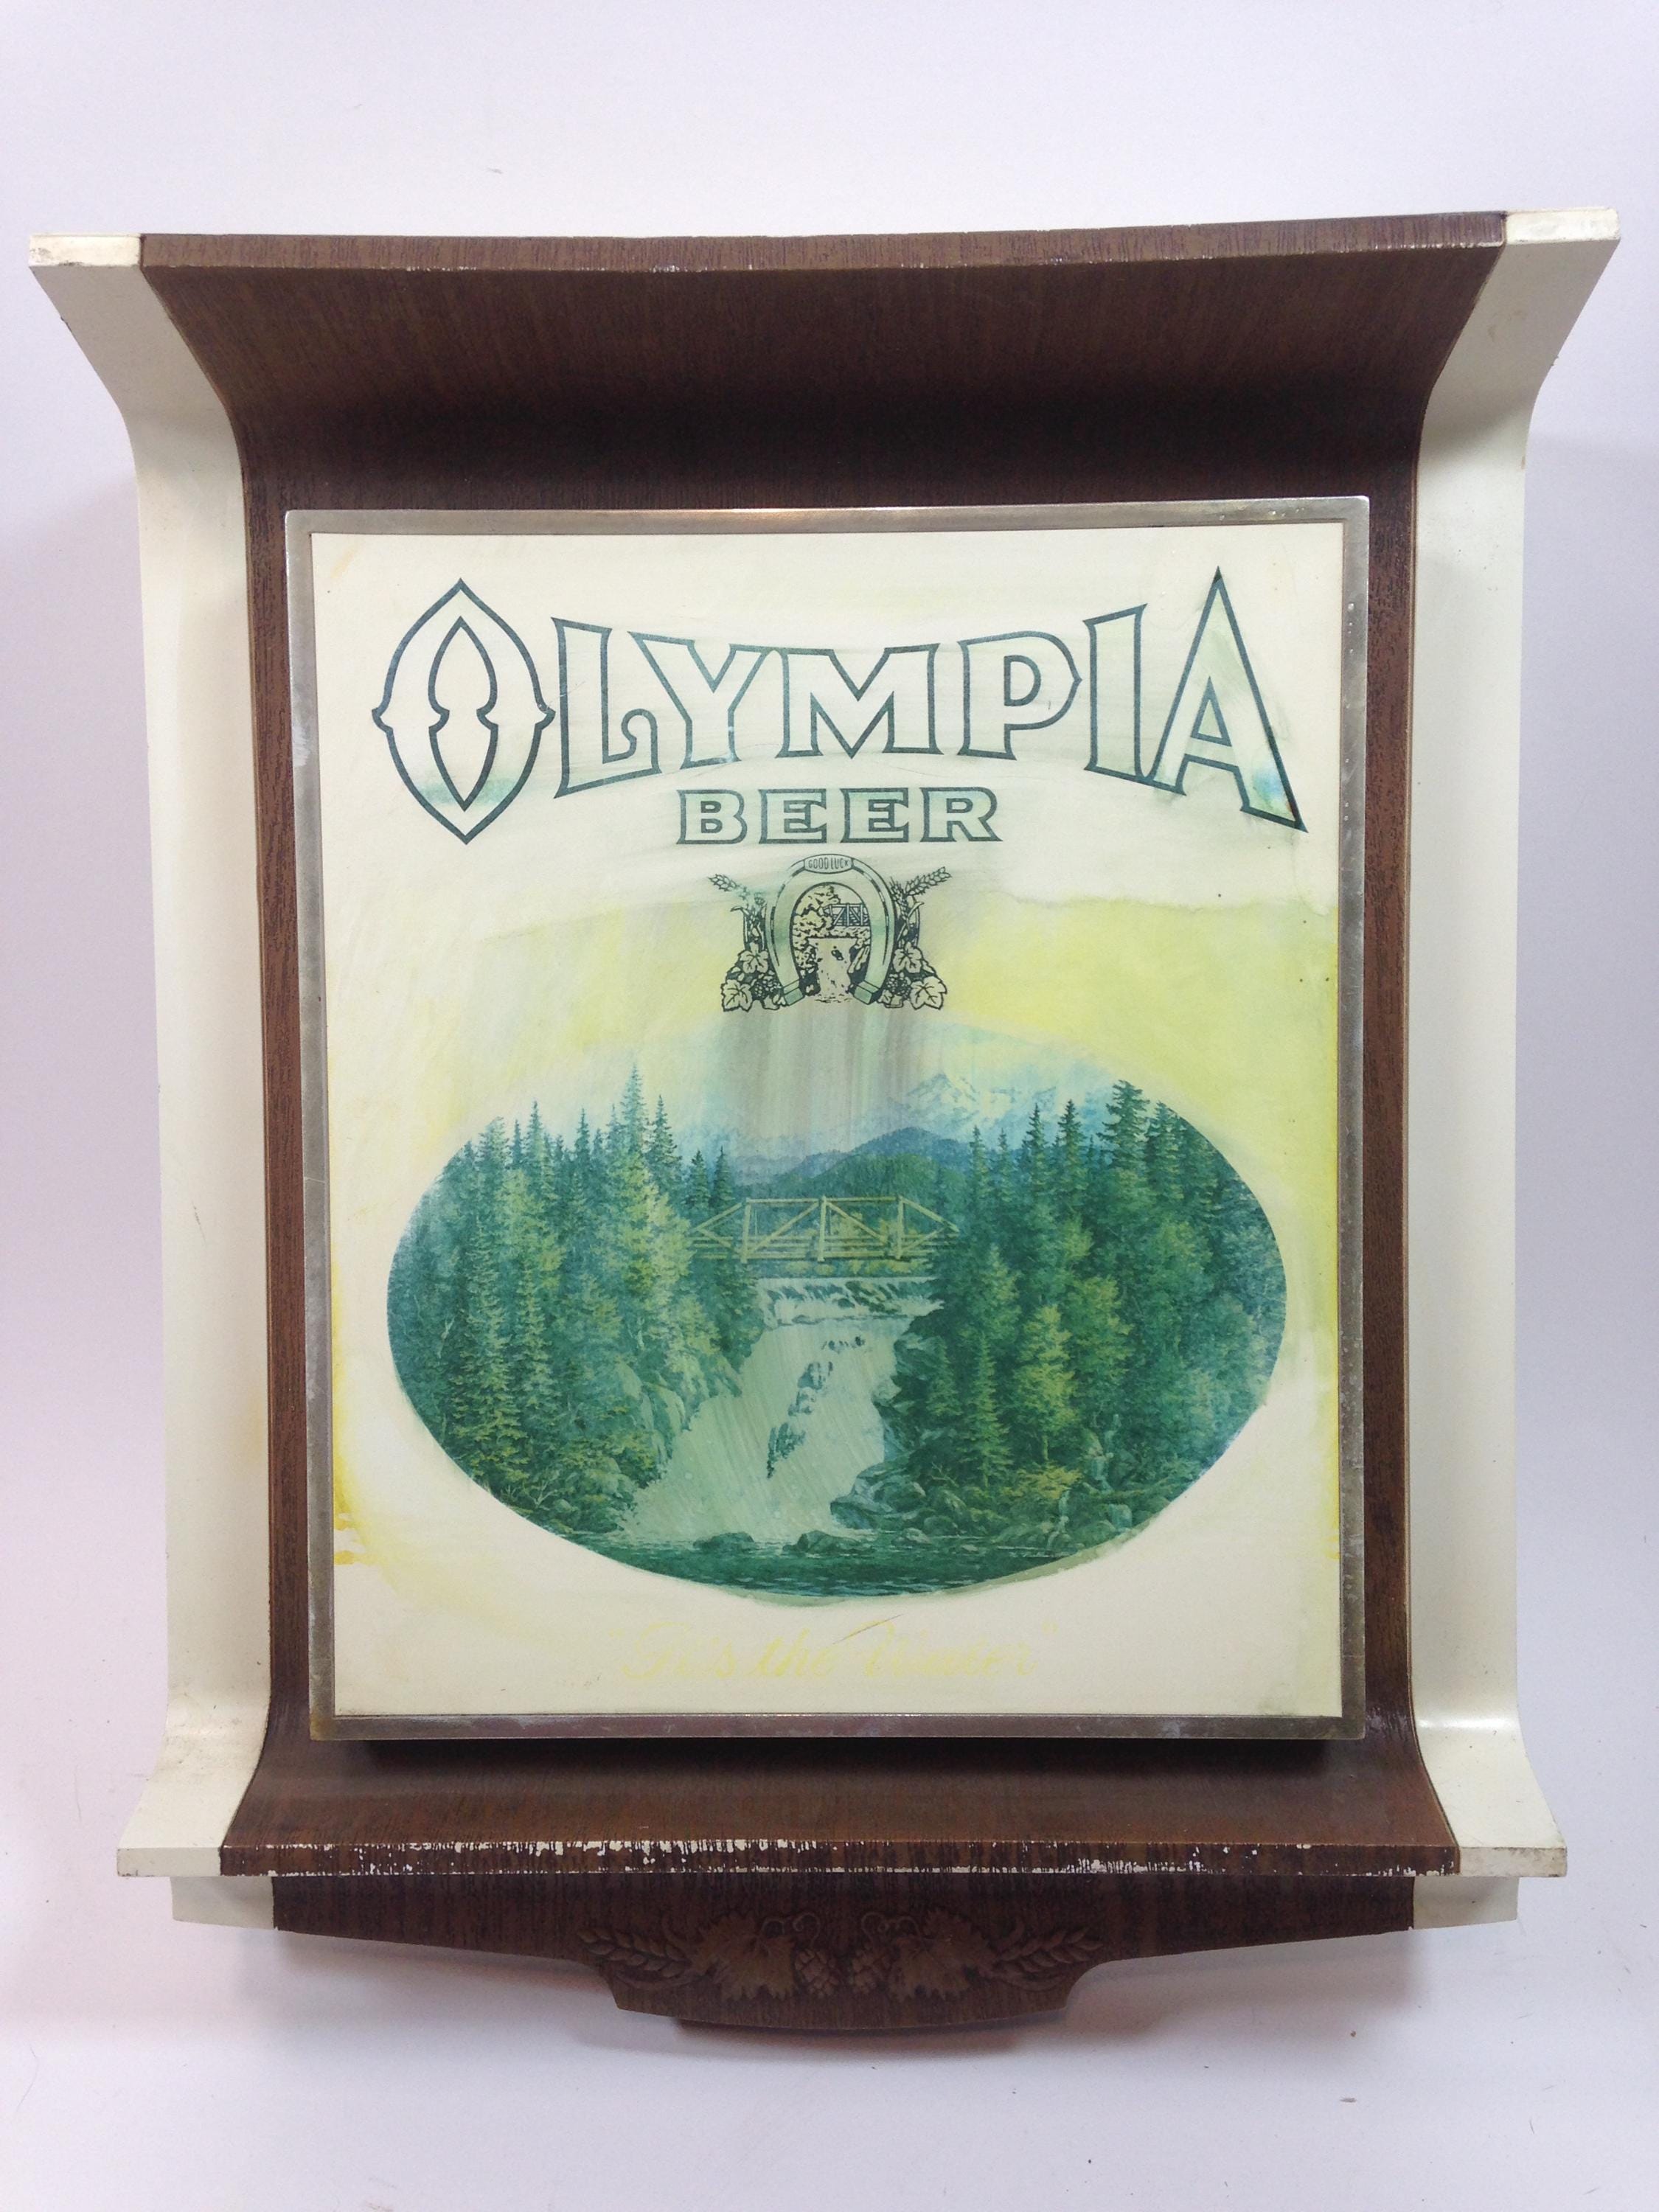 OLYMPIA
BEER
GOOD LUCK
"It's the Water"